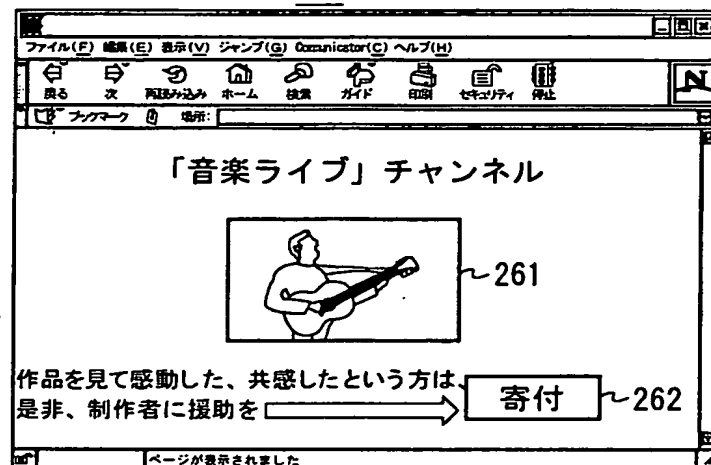 ファイル(F) 編集(E) 表示(V) ジャンプ(G) Communicator(C) ヘルプ(H)
戻る 次 再読み込み ホーム 検索 ガイド 印刷 セキュリティ 停止
N
ブックマーク 場所:
「音楽ライブ」チャンネル
261
作品を見て感動した、共感したという方は、
是非、制作者に援助を
寄付
262
ページが表示されました